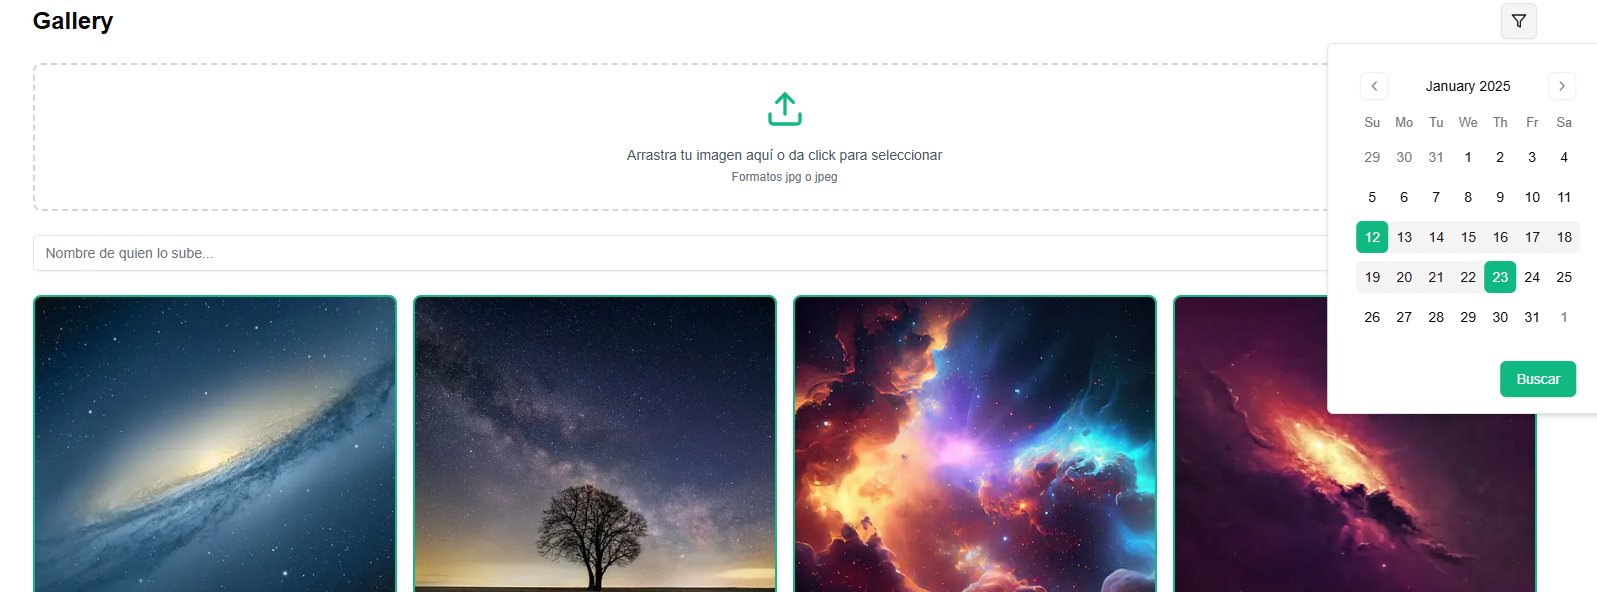 Gallery
Arrastra tu imagen aquí o da click para seleccionar
Formatos jpg o jpeg
Nombre de quien lo sube...
January 2025
Su Mo Tu We Th Fr Sa
29 30 31 1 2 3 4
5 6 7 8 9 10 11
12 13 14 15 16 17 18
19 20 21 22 23 24 25
26 27 28 29 30 31 1
Buscar